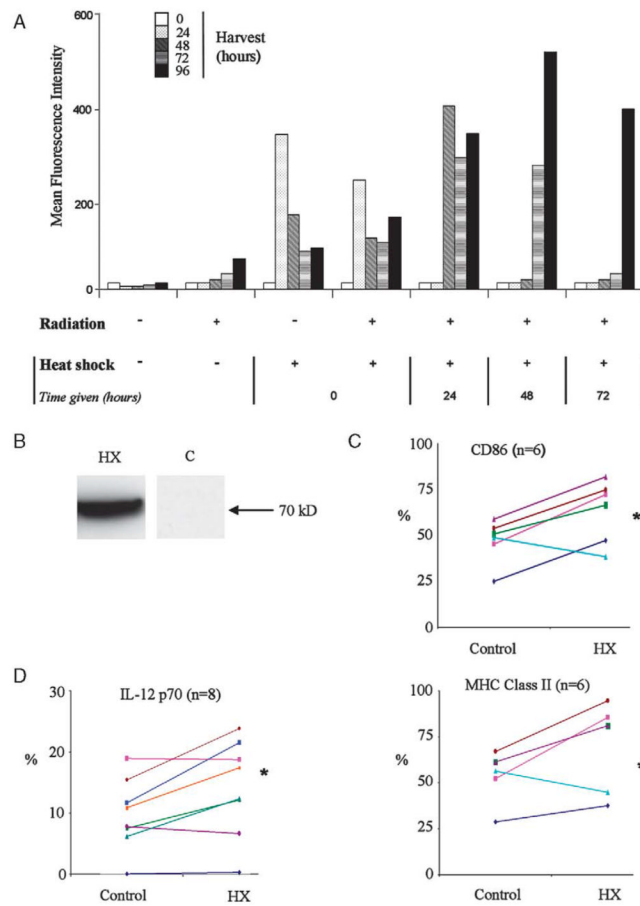 A
600
400
200
0
Mean Fluorescence Intensity
0
24
48
72
96
Harvest
(hours)
Radiation - + - + + + +
Heat shock - - + + + + +
Time given (hours) 0 24 48 72
B
HX C
70 kD
C
CD86 (n=6)
100
75
50
25
0
%
*
Control HX
D
IL-12 p70 (n=8)
30
20
10
0
%
*
Control HX
MHC Class II (n=6)
100
75
50
25
0
%
*
Control HX